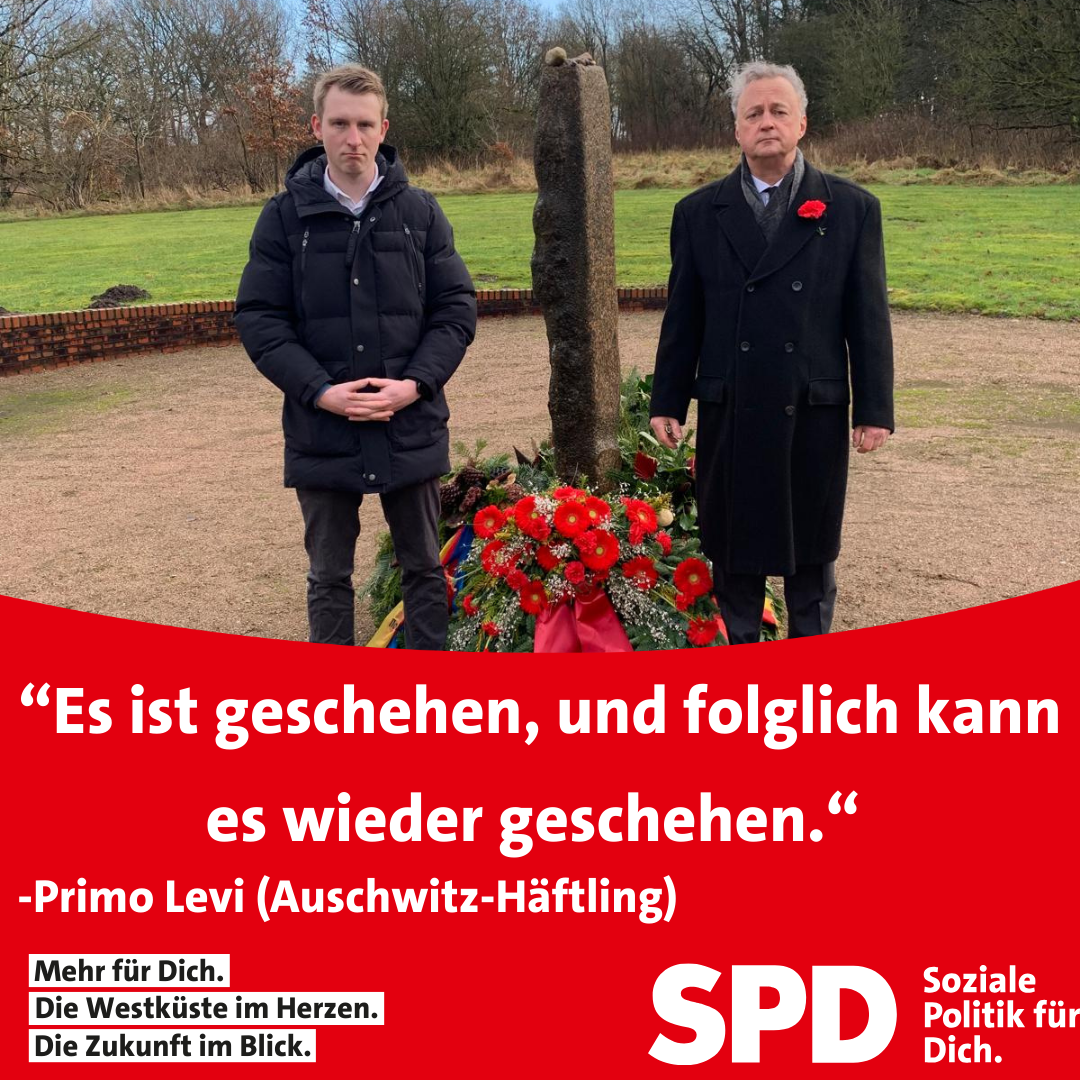 “Es ist geschehen, und folglich kann
es wieder geschehen.“
-Primo Levi (Auschwitz-Häftling)
Mehr für Dich.
Die Westküste im Herzen.
Die Zukunft im Blick.
SPD
Soziale
Politik für
Dich.